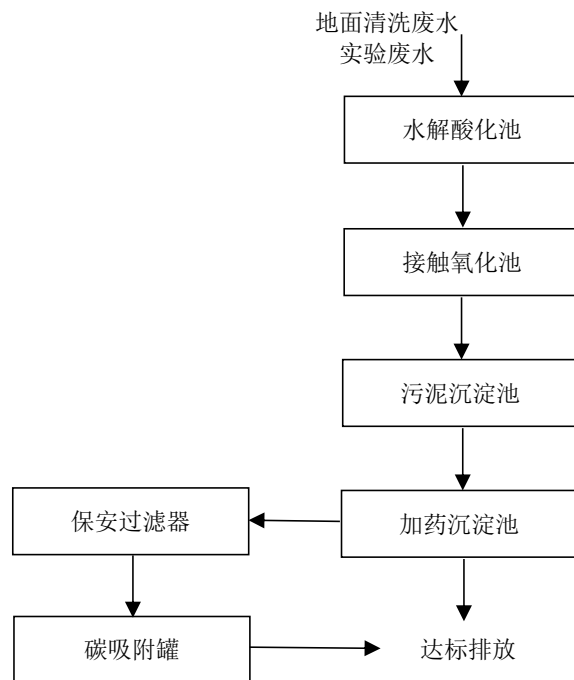 地面清洗废水
实验废水
水解酸化池
接触氧化池
污泥沉淀池
保安过滤器
加药沉淀池
碳吸附罐
达标排放